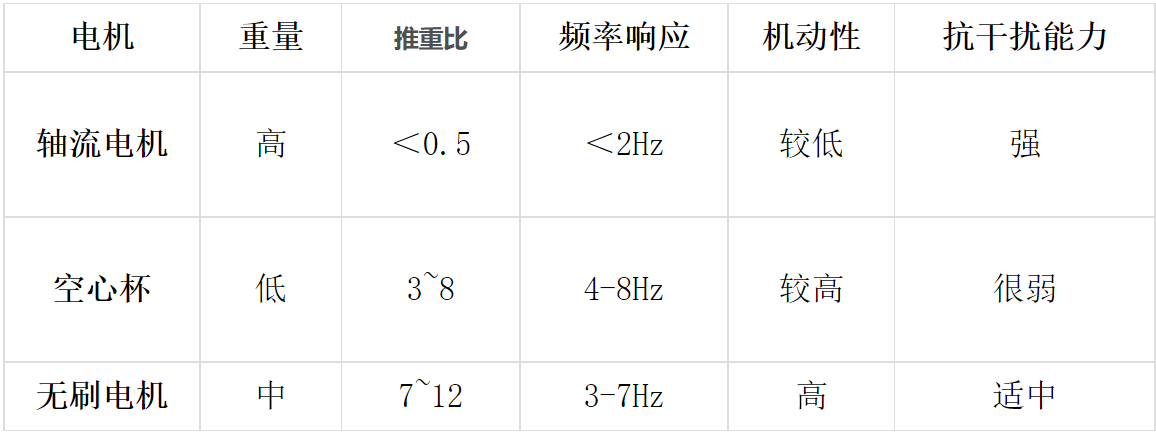 电机 重量 推重比 频率响应 机动性 抗干扰能力
轴流电机 高 <0.5 <2Hz 较低 强
空心杯 低 3~8 4-8Hz 较高 很弱
无刷电机 中 7~12 3-7Hz 高 适中